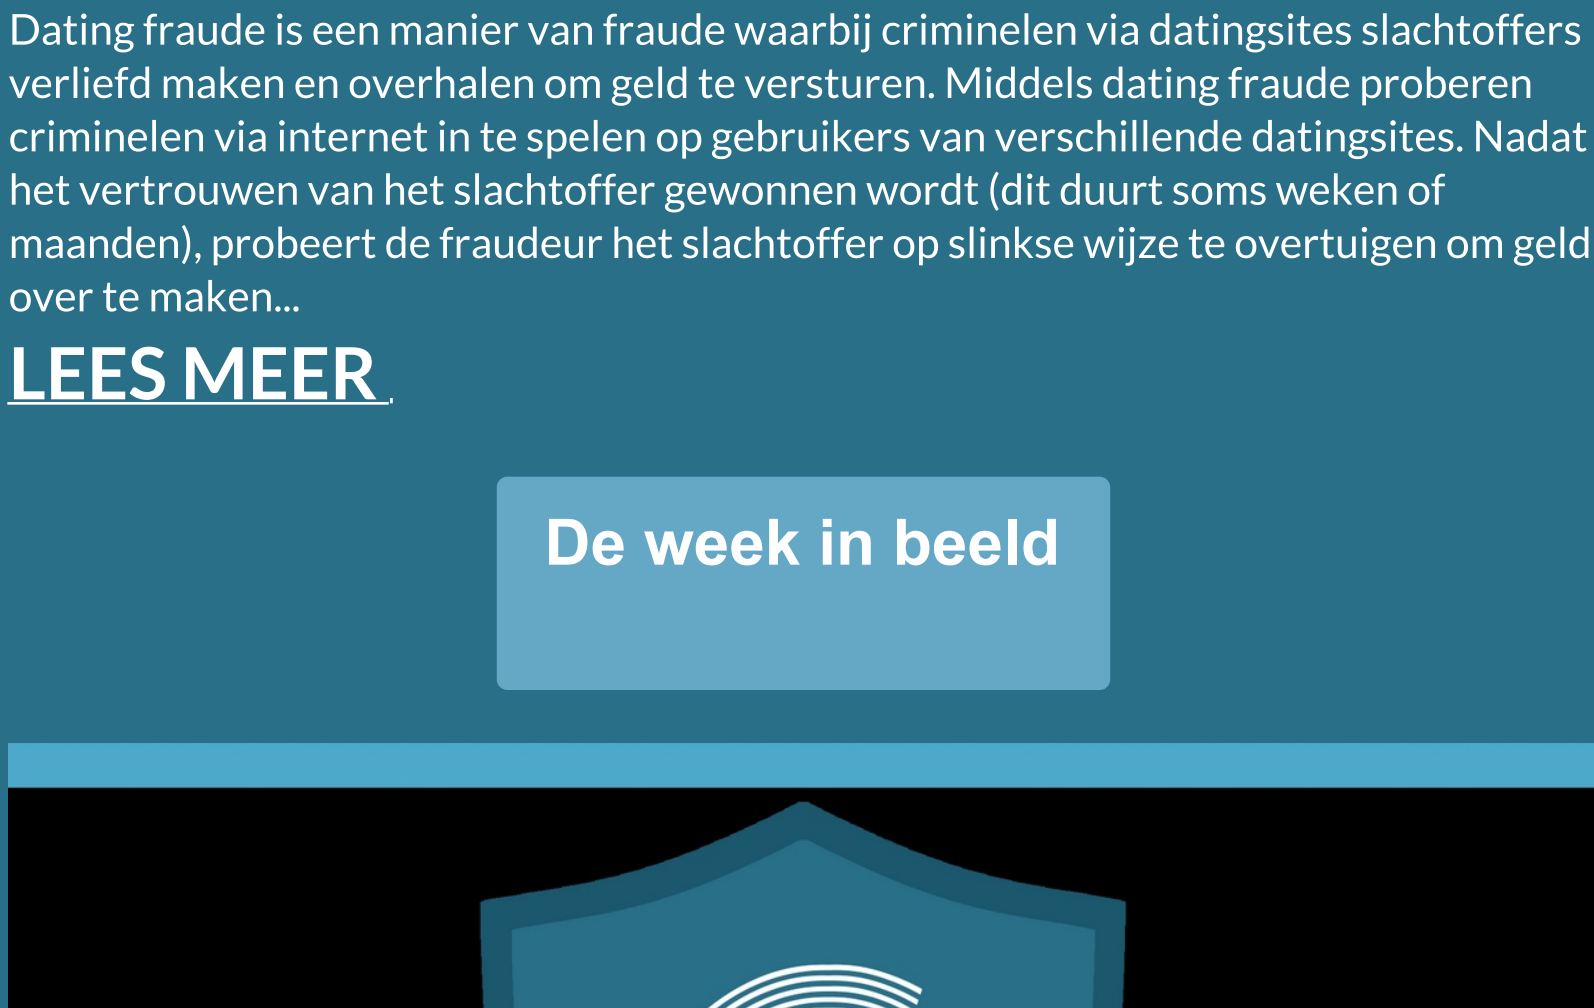 Dating fraude is een manier van fraude waarbij criminelen via datingsites slachtoffers
verliefd maken en overhalen om geld te versturen. Middels dating fraude proberen
criminelen via internet in te spelen op gebruikers van verschillende datingsites. Nadat
het vertrouwen van het slachtoffer gewonnen wordt (dit duurt soms weken of
maanden), probeert de fraudeur het slachtoffer op slinkse wijze te overtuigen om geld
over te maken...
LEES MEER .
De week in beeld